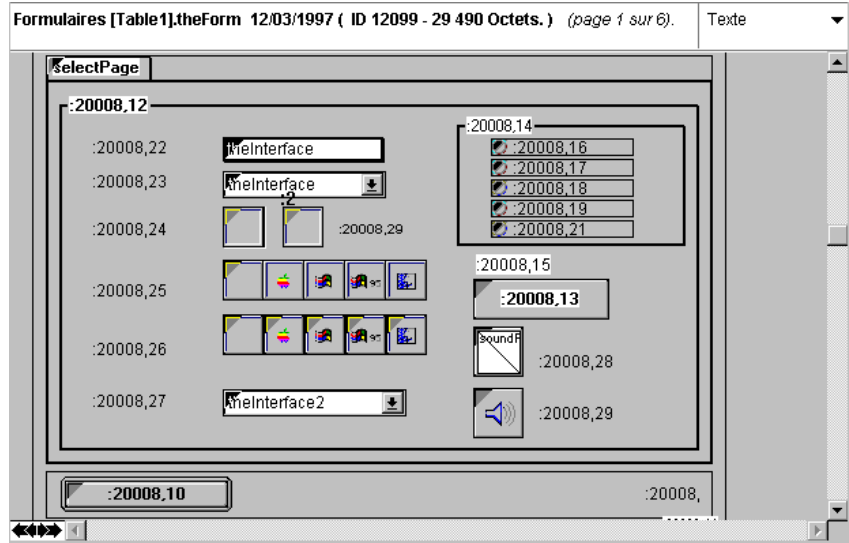 Formulaires [Table1].theForm 12/03/1997 ( ID 12099 - 29 490 Octets. ) (page 1 sur 6). Texte
selectPage
:20008,12
:20008,22 theInterface
:20008,23 theInterface
:2
:20008,24 :20008,29
:20008,25 95
:20008,26 95
:20008,27 theInterface2
:20008,14
:20008,16
:20008,17
:20008,18
:20008,19
:20008,21
:20008,15
:20008,13
soundP :20008,28
:20008,29
:20008,10 :20008,